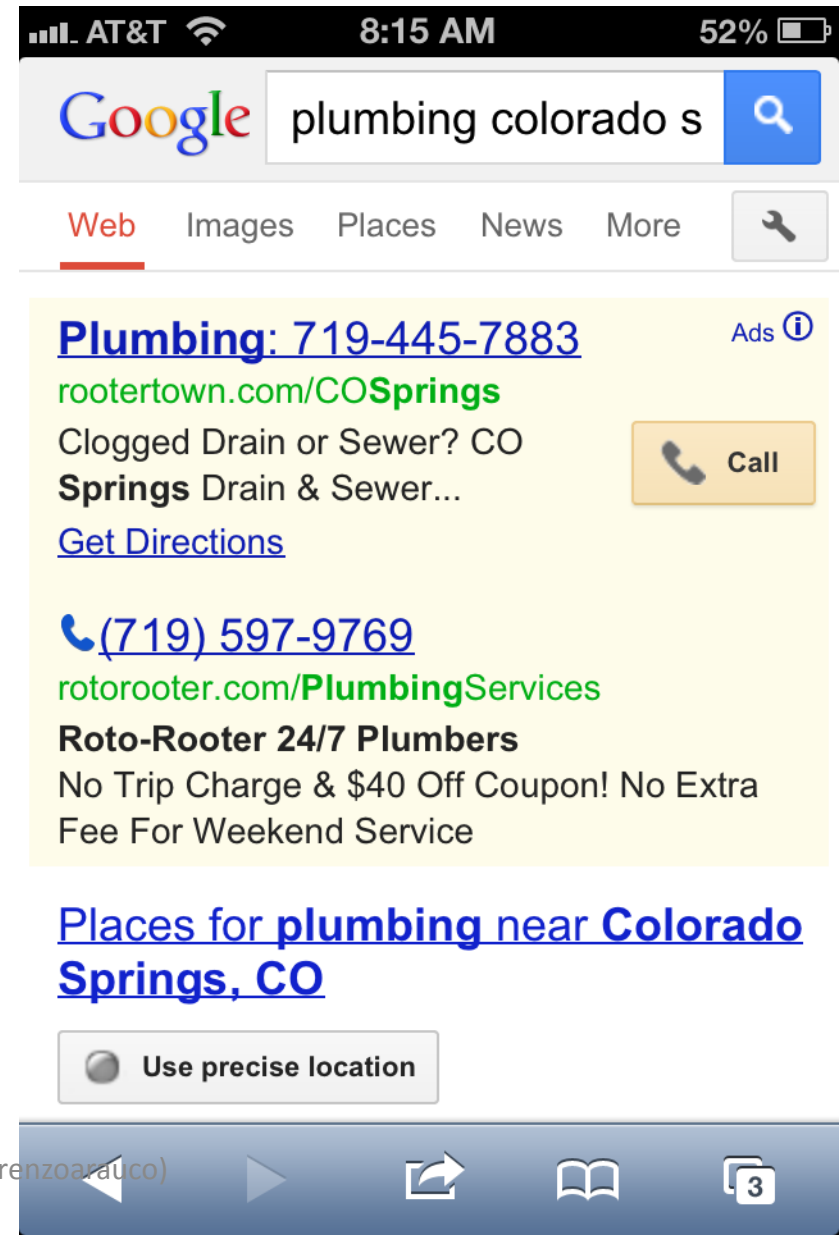 AT&T 8:15 AM 52%
Google plumbing colorado s
Web Images Places News More
Plumbing: 719-445-7883 Ads
rootertown.com/COSprings
Clogged Drain or Sewer? CO
Springs Drain & Sewer...
Call
Get Directions
(719) 597-9769
rotorooter.com/PlumbingServices
Roto-Rooter 24/7 Plumbers
No Trip Charge & $40 Off Coupon! No Extra
Fee For Weekend Service
Places for plumbing near Colorado
Springs, CO
Use precise location
renzoarauco)
3